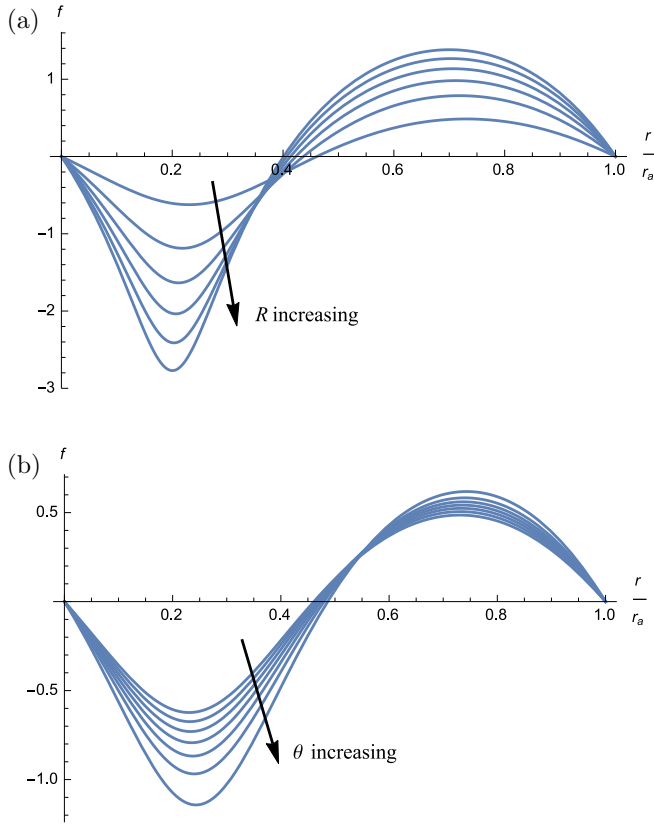 (a)
f
1
0.2 0.4 0.6 0.8 1.0
r
r_a
-1
-2
-3
R increasing
(b)
f
0.5
0.2 0.4 0.6 0.8 1.0
r
r_a
-0.5
-1.0
θ increasing